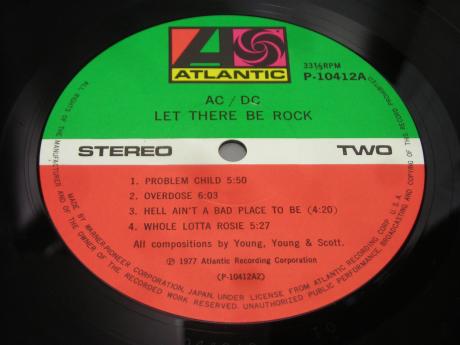 ATLANTIC
33⅓RPM
P-10412A
AC/DC
LET THERE BE ROCK
STEREO
TWO
1. PROBLEM CHILD 5:50
2. OVERDOSE 6:03
3. HELL AIN'T A BAD PLACE TO BE (4:20)
4. WHOLE LOTTA ROSIE 5:27
All compositions by Young, Young & Scott.
℗ 1977 Atlantic Recording Corporation
(P-10412A2)
ALL RIGHTS OF THE MANUFACTURER AND OF THE OWNER OF THE RECORDED WORK RESERVED. UNAUTHORIZED PUBLIC PERFORMANCE, BROADCASTING AND COPYING OF THIS RECORD PROHIBITED
MADE BY WARNER-PIONEER CORPORATION, JAPAN, UNDER LICENSE FROM ATLANTIC RECORDING CORP. U.S.A.